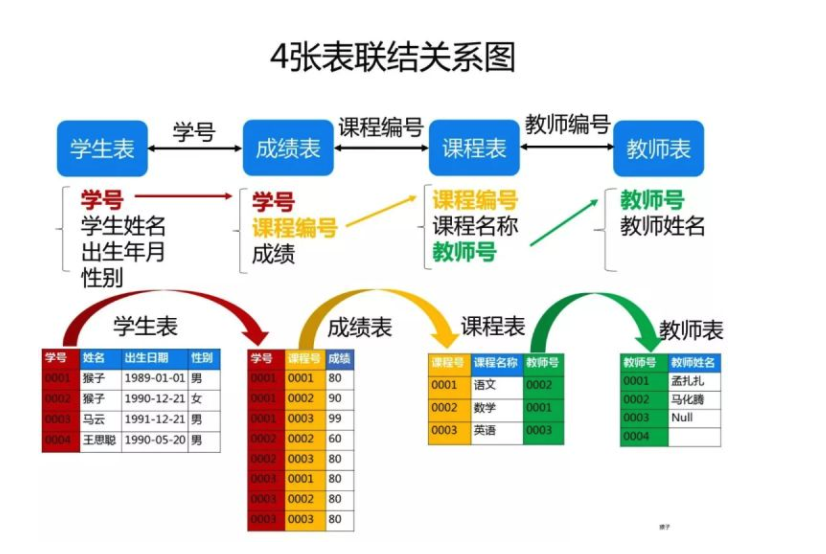 4张表联结关系图
学生表 学号 成绩表 课程编号 课程表 教师编号 教师表
学号
学生姓名
出生年月
性别
学号
课程编号
成绩
课程编号
课程名称
教师号
教师号
教师姓名
学生表
学号 姓名 出生日期 性别
0001 猴子 1989-01-01 男
0002 猴子 1990-12-21 女
0003 马云 1991-12-21 男
0004 王思聪 1990-05-20 男
成绩表
学号 课程号 成绩
0001 0001 80
0001 0002 90
0001 0003 99
0002 0002 60
0002 0003 80
0003 0001 80
0003 0002 80
0003 0003 80
课程表
课程号 课程名称 教师号
0001 语文 0002
0002 数学 0001
0003 英语 0003
教师表
教师号 教师姓名
0001 孟扎扎
0002 马化腾
0003 Null
0004
猴子